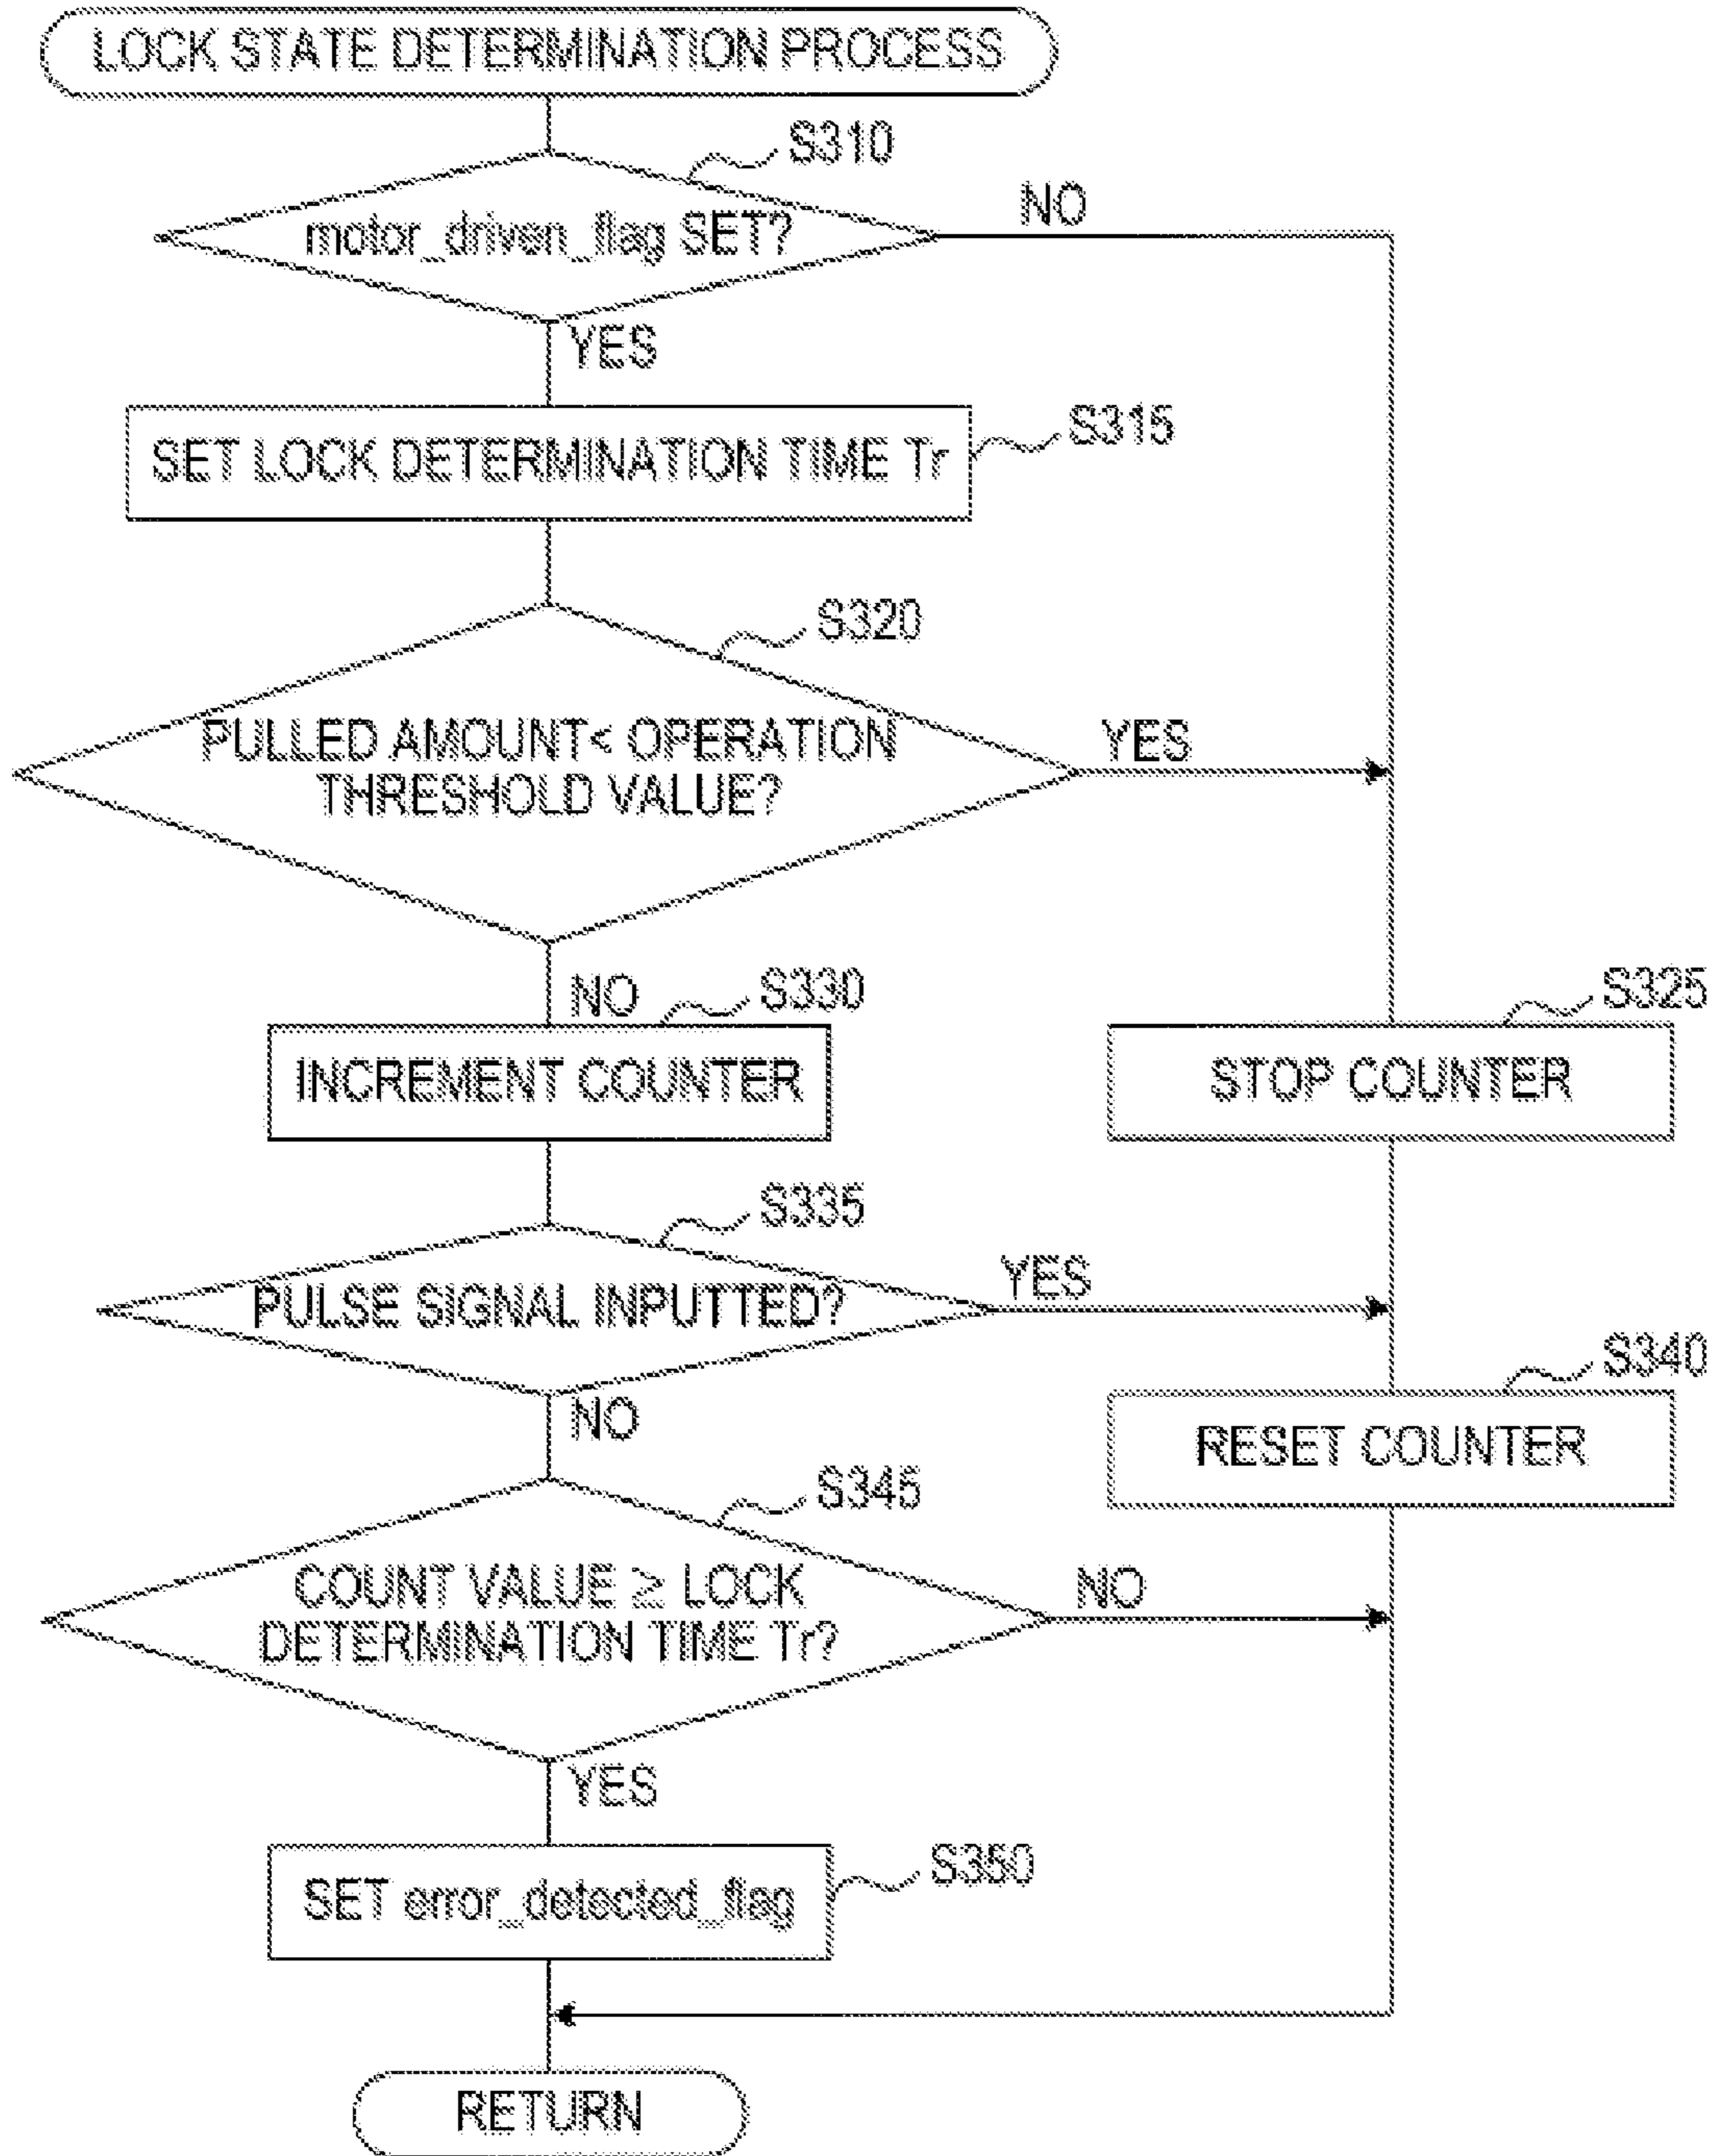 LOCK STATE DETERMINATION PROCESS
S310
motor_driven_flag SET?
NO
YES
SET LOCK DETERMINATION TIME Tr
S315
S320
PULLED AMOUNT< OPERATION
THRESHOLD VALUE?
YES
NO
S330
S325
INCREMENT COUNTER
STOP COUNTER
S335
PULSE SIGNAL INPUTTED?
YES
NO
S340
RESET COUNTER
S345
COUNT VALUE ≥ LOCK
DETERMINATION TIME Tr?
NO
YES
S350
SET error_detected_flag
RETURN